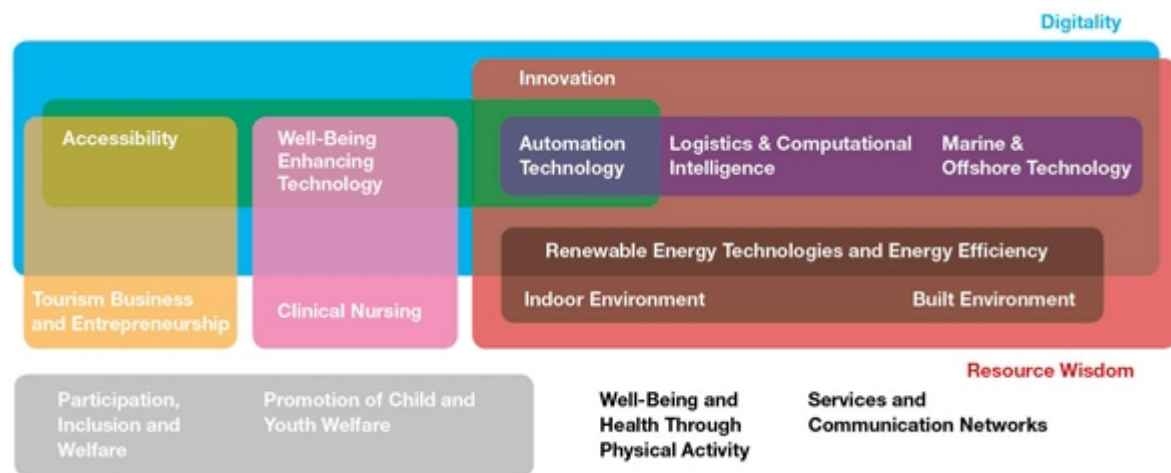 Digitality
Innovation
Accessibility
Well-Being
Enhancing
Technology
Automation
Technology
Logistics & Computational
Intelligence
Marine &
Offshore Technology
Renewable Energy Technologies and Energy Efficiency
Indoor Environment
Built Environment
Tourism Business
and Entrepreneurship
Clinical Nursing
Resource Wisdom
Participation,
Inclusion and
Welfare
Promotion of Child and
Youth Welfare
Well-Being and
Health Through
Physical Activity
Services and
Communication Networks